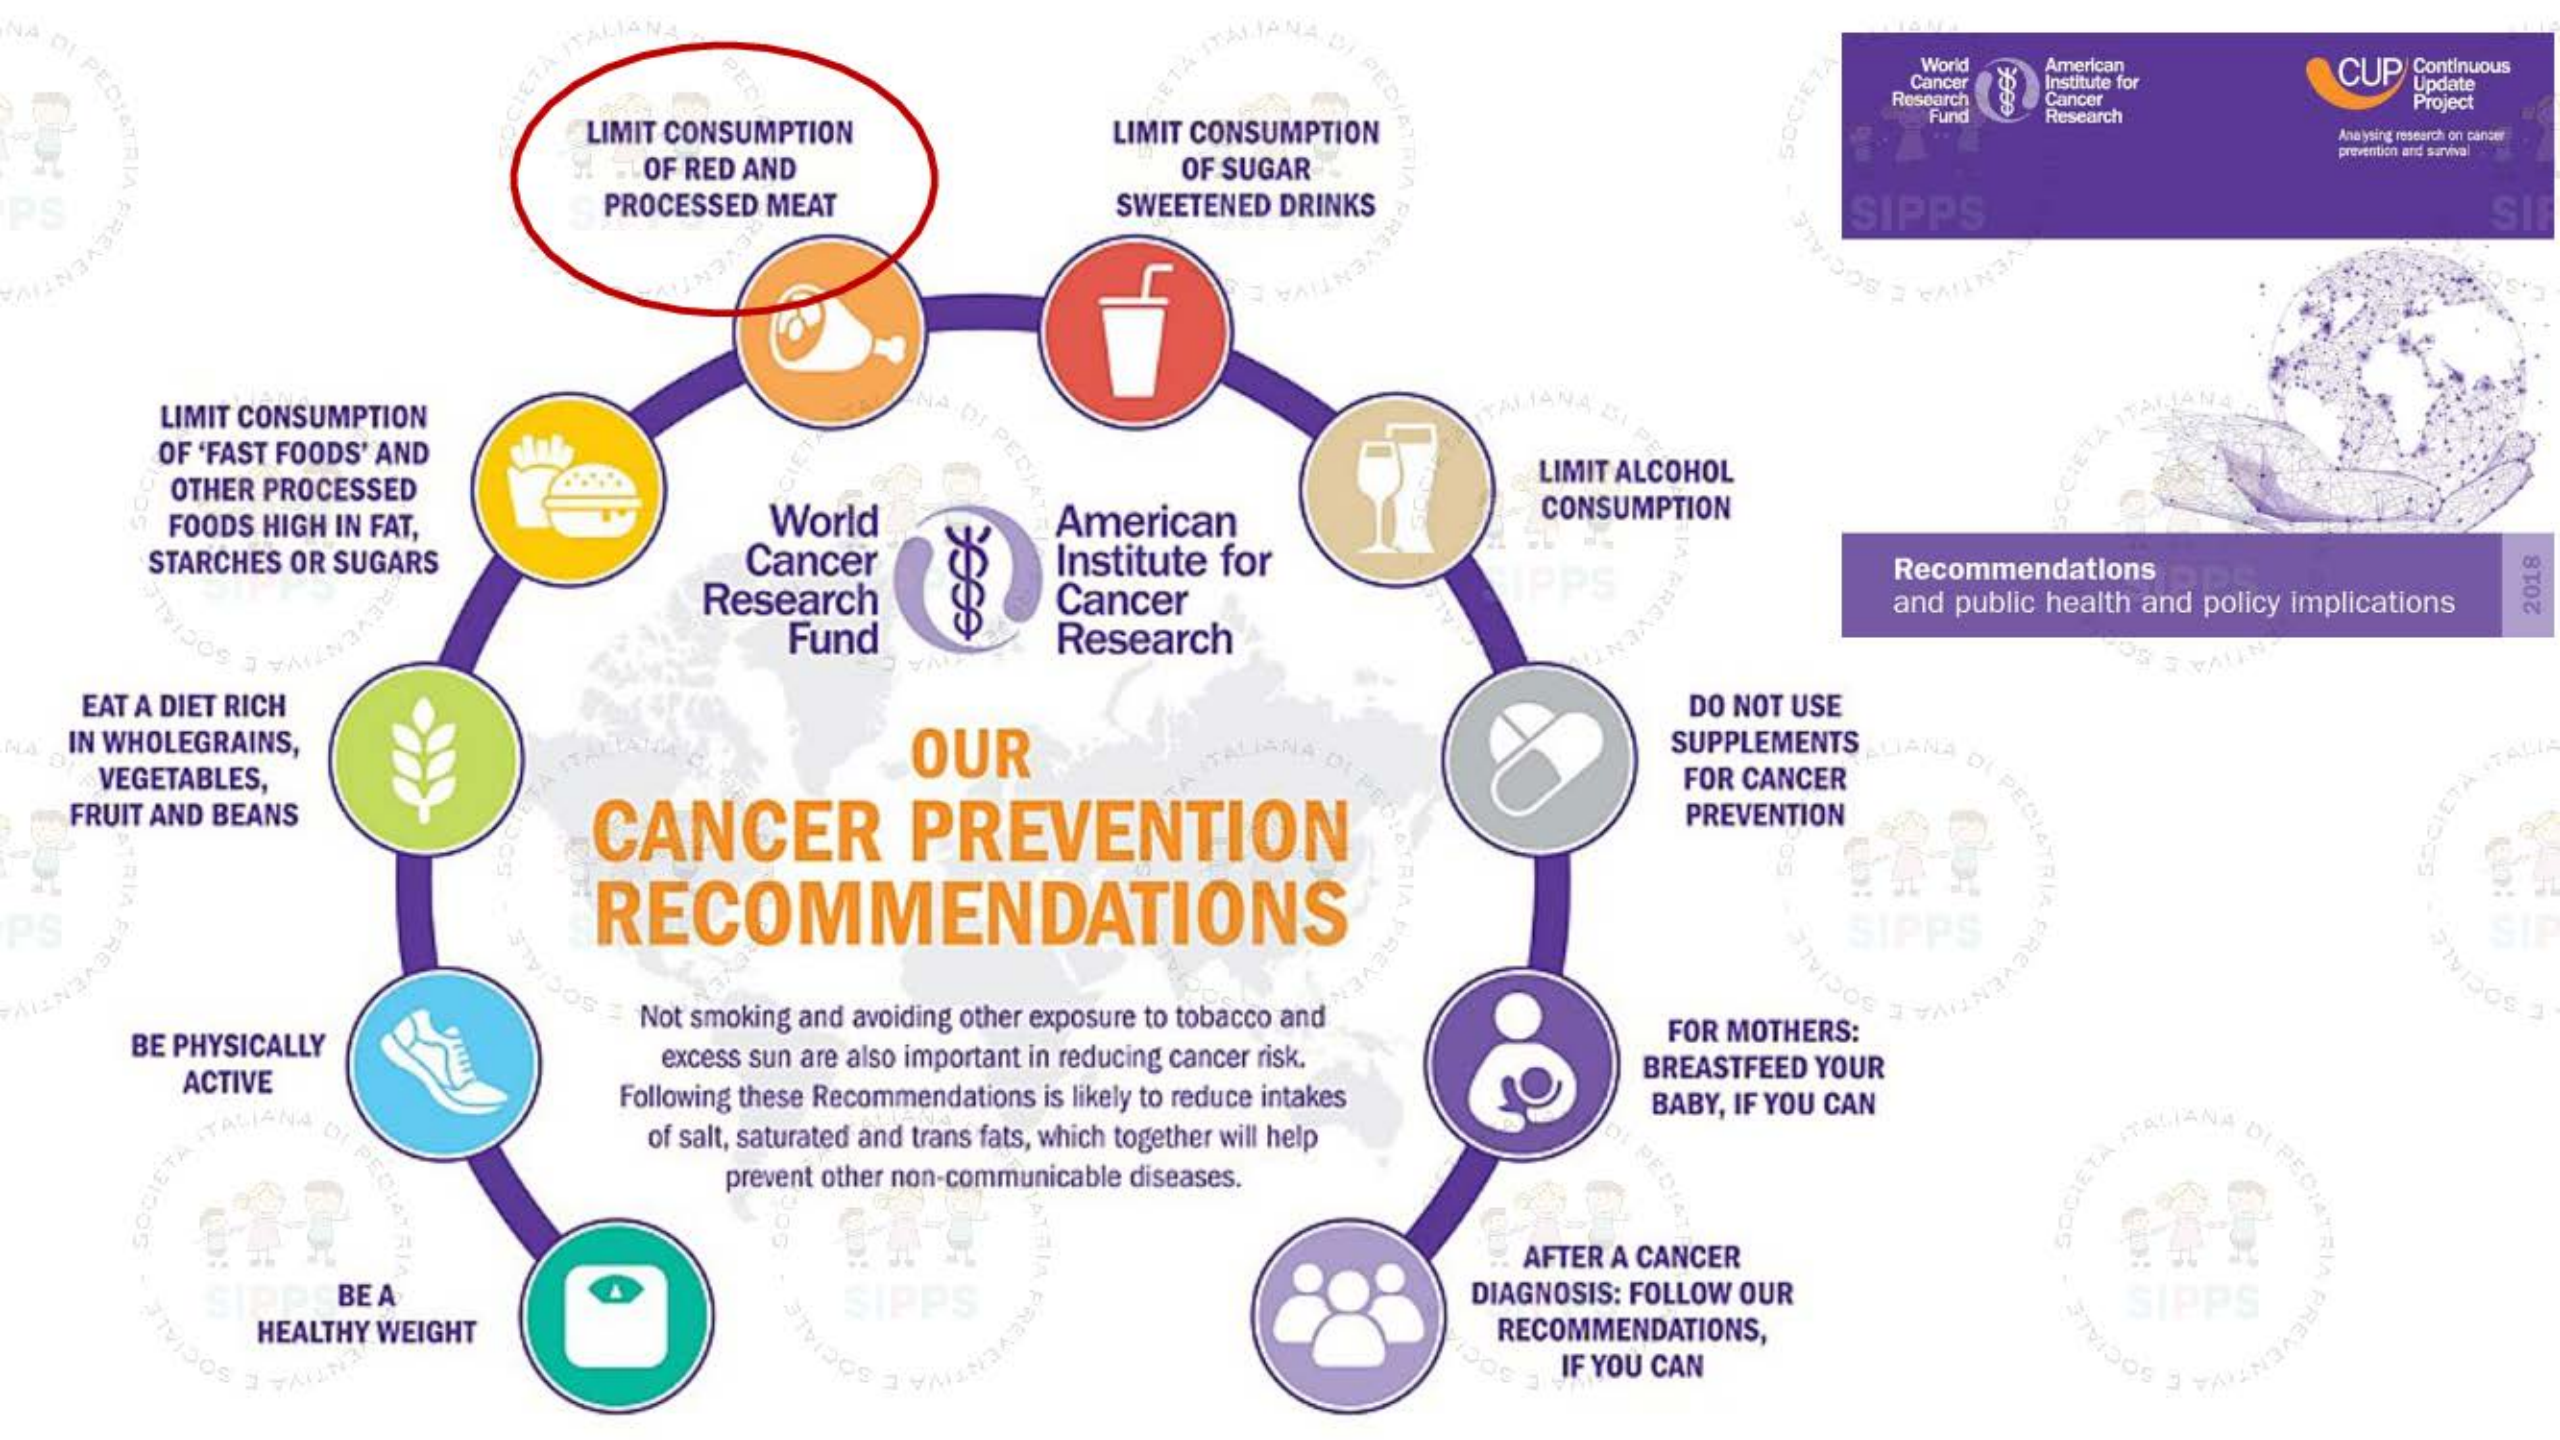 LIMIT CONSUMPTION
OF RED AND
PROCESSED MEAT
LIMIT CONSUMPTION
OF SUGAR
SWEETENED DRINKS
World
Cancer
Research
Fund
American
Institute for
Cancer
Research
CUP
Continuous
Update
Project
Analysing research on cancer
prevention and survival
LIMIT CONSUMPTION
OF ‘FAST FOODS’ AND
OTHER PROCESSED
FOODS HIGH IN FAT,
STARCHES OR SUGARS
LIMIT ALCOHOL
CONSUMPTION
World
Cancer
Research
Fund
American
Institute for
Cancer
Research
Recommendations
and public health and policy implications
2018
EAT A DIET RICH
IN WHOLEGRAINS,
VEGETABLES,
FRUIT AND BEANS
DO NOT USE
SUPPLEMENTS
FOR CANCER
PREVENTION
OUR
CANCER PREVENTION
RECOMMENDATIONS
Not smoking and avoiding other exposure to tobacco and
excess sun are also important in reducing cancer risk.
Following these Recommendations is likely to reduce intakes
of salt, saturated and trans fats, which together will help
prevent other non-communicable diseases.
BE PHYSICALLY
ACTIVE
FOR MOTHERS:
BREASTFEED YOUR
BABY, IF YOU CAN
BE A
HEALTHY WEIGHT
AFTER A CANCER
DIAGNOSIS: FOLLOW OUR
RECOMMENDATIONS,
IF YOU CAN
SOCIETÀ ITALIANA DI PEDIATRIA PREVENTIVA E SOCIALE
SIPPS